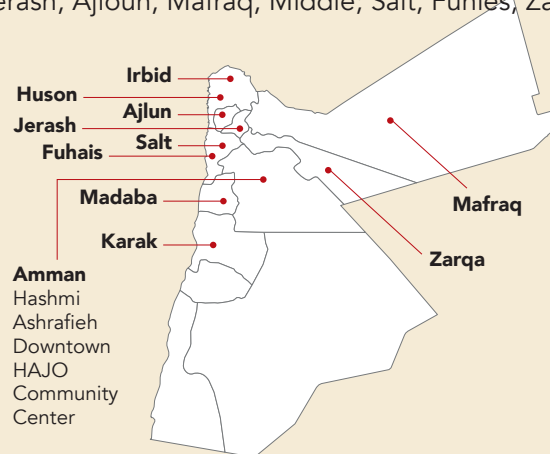 erash, Ajloun, Mafraq, Middle, Salt, Fuhies, Za
Irbid
Huson
Ajlun
Jerash
Salt
Fuhais
Madaba
Karak
Mafraq
Zarqa
Amman
Hashmi
Ashrafieh
Downtown
HAJO
Community
Center